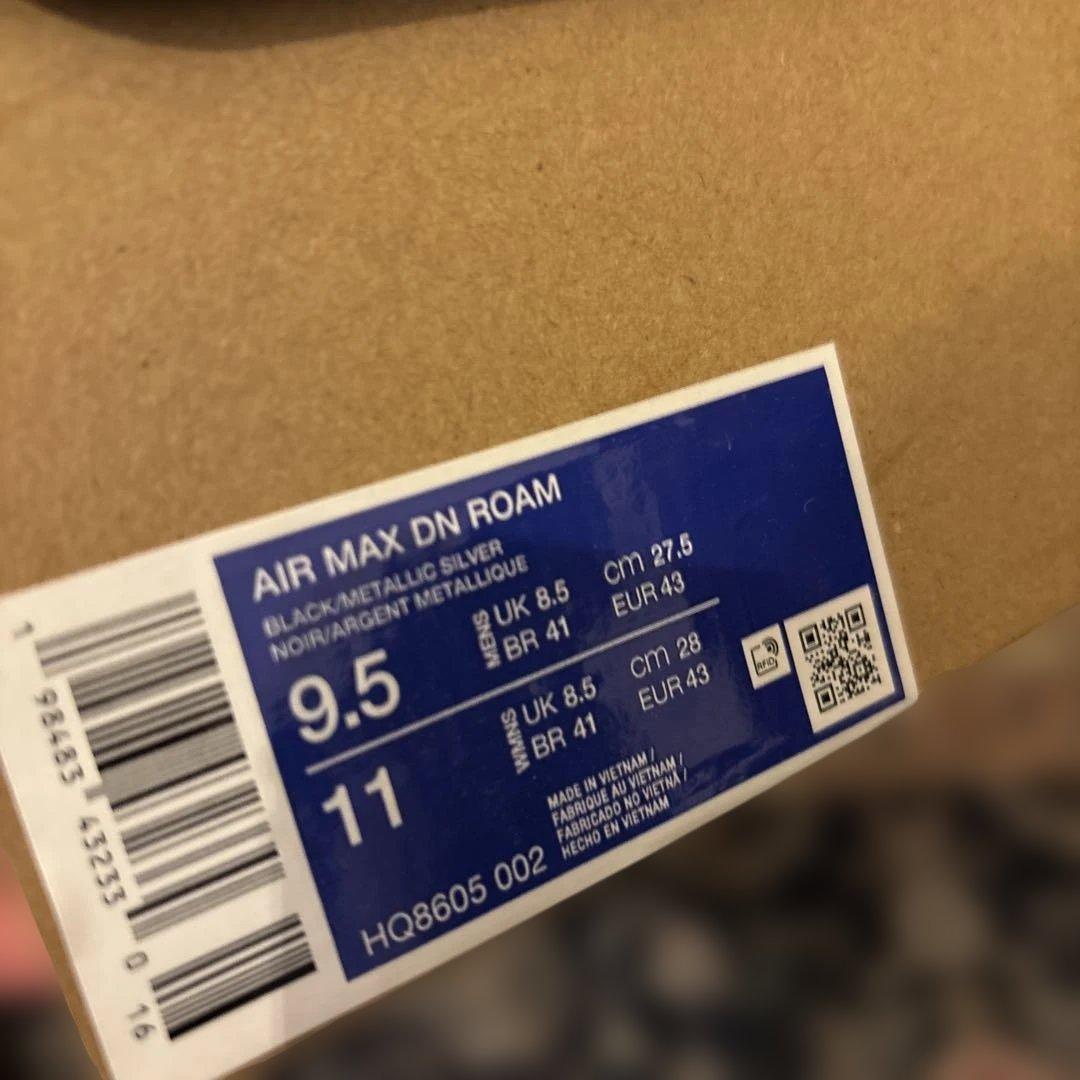 AIR MAX DN ROAM
BLACK/METALLIC SILVER
NOIR/ARGENT METALLIQUE
9.5
MENS
UK 8.5
cm 27.5
BR 41
EUR 43
11
WMNS
UK 8.5
cm 28
BR 41
EUR 43
RFID
MADE IN VIETNAM /
FABRIQUE AU VIETNAM /
FABRICADO NO VIETNÃ /
HECHO EN VIETNAM
HQ8605 002
1 98483 43233 0 16